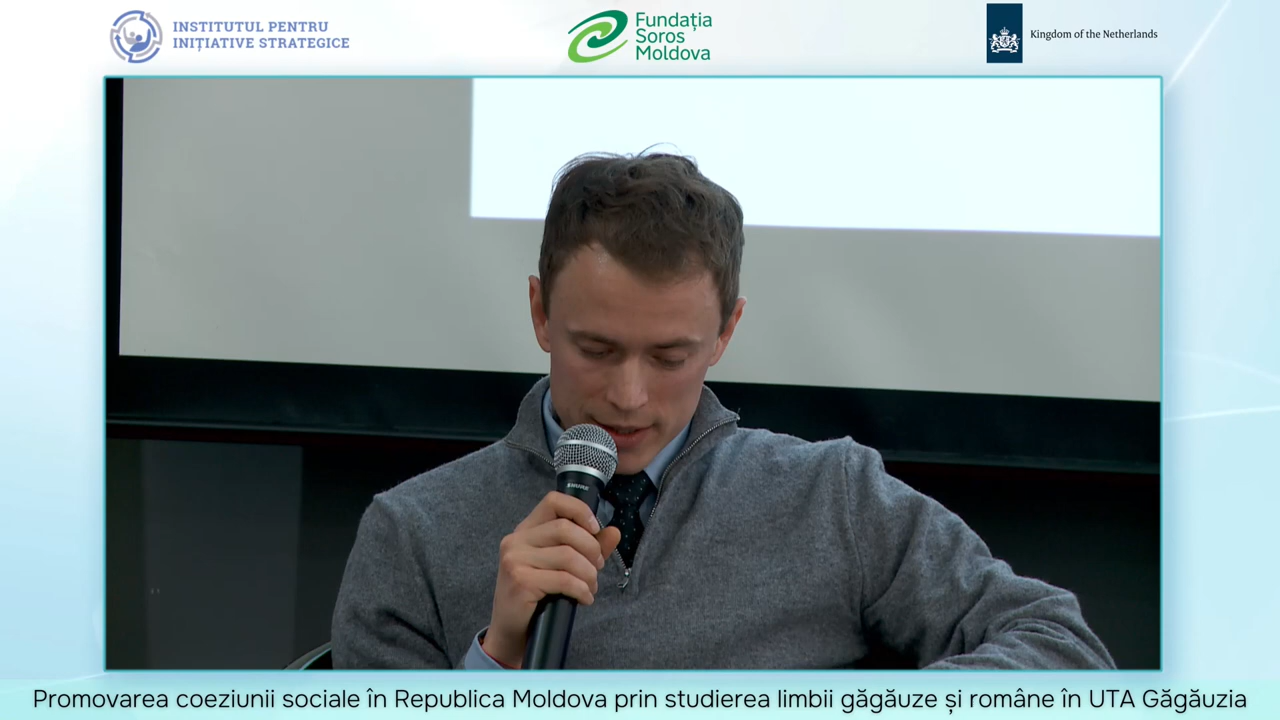 INSTITUTUL PENTRU
INIȚIATIVE STRATEGICE
Fundația
Soros
Moldova
Kingdom of the Netherlands
SHURE
Promovarea coeziunii sociale în Republica Moldova prin studierea limbii găgăuze și române în UTA Găgăuzia